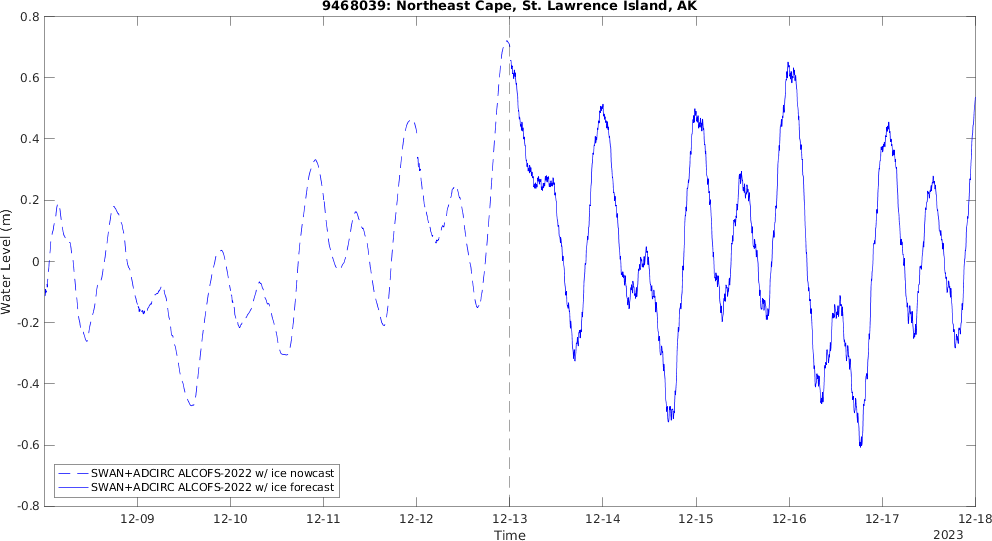 9468039: Northeast Cape, St. Lawrence Island, AK
0.8
0.6
0.4
0.2
0
-0.2
-0.4
-0.6
-0.8
Water Level (m)
SWAN+ADCIRC ALCOFS-2022 w/ ice nowcast
SWAN+ADCIRC ALCOFS-2022 w/ ice forecast
12-09 12-10 12-11 12-12 12-13 12-14 12-15 12-16 12-17 12-18
Time
2023